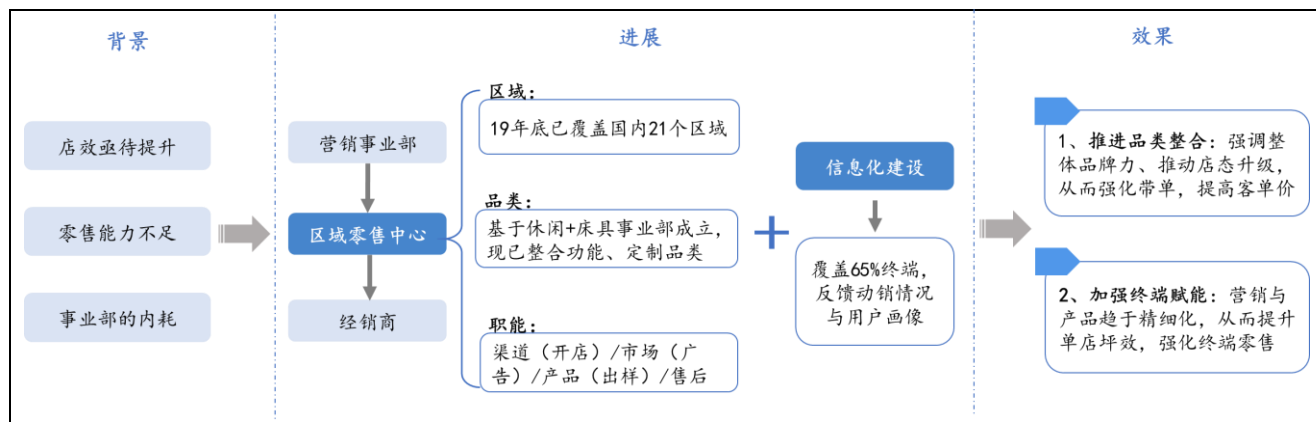 背景
店效亟待提升
零售能力不足
事业部的内耗
进展
营销事业部
区域零售中心
经销商
区域：
19年底已覆盖国内21个区域
品类：
基于休闲+床具事业部成立，
现已整合功能、定制品类
职能：
渠道（开店）/市场（广
告）/产品（出样）/售后
+
信息化建设
覆盖65%终端，
反馈动销情况
与用户画像
效果
1、推进品类整合：强调整
体品牌力、推动店态升级，
从而强化带单，提高客单价
2、加强终端赋能：营销与
产品趋于精细化，从而提升
单店坪效，强化终端零售